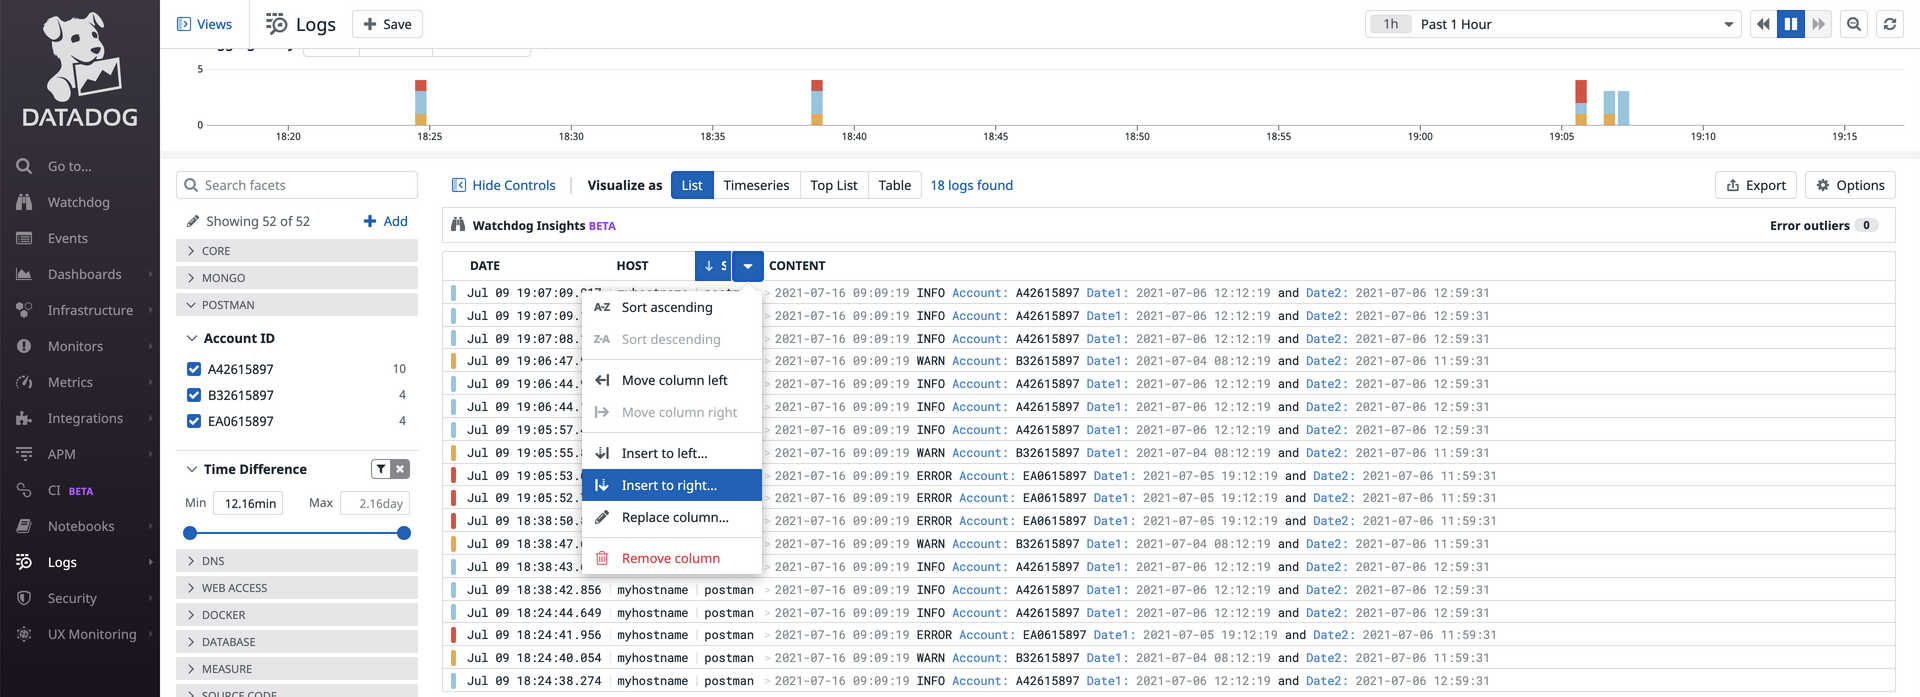 Views
Logs
+ Save
1h Past 1 Hour
DATADOG
5
0
18:20 18:25 18:30 18:35 18:40 18:45 18:50 18:55 19:00 19:05 19:10 19:15
Go to...
Watchdog
Events
Dashboards
Infrastructure
Monitors
Metrics
Integrations
APM
CI BETA
Notebooks
Logs
Security
UX Monitoring
Search facets
Showing 52 of 52
+ Add
CORE
MONGO
POSTMAN
Account ID
A42615897 10
B32615897 4
EA0615897 4
Time Difference
Min 12.16min Max 2.16day
DNS
WEB ACCESS
DOCKER
DATABASE
MEASURE
SOURCE CODE
Hide Controls
Visualize as List Timeseries Top List Table 18 logs found
Export
Options
Watchdog Insights BETA
Error outliers 0
DATE HOST S CONTENT
Jul 09 19:07:09.917 myhostname postman > 2021-07-16 09:09:19 INFO Account: A42615897 Date1: 2021-07-06 12:12:19 and Date2: 2021-07-06 12:59:31
Jul 09 19:07:09. > 2021-07-16 09:09:19 INFO Account: A42615897 Date1: 2021-07-06 12:12:19 and Date2: 2021-07-06 12:59:31
Jul 09 19:07:08. > 2021-07-16 09:09:19 INFO Account: A42615897 Date1: 2021-07-06 12:12:19 and Date2: 2021-07-06 12:59:31
Jul 09 19:06:47. > 2021-07-16 09:09:19 WARN Account: B32615897 Date1: 2021-07-04 08:12:19 and Date2: 2021-07-06 11:59:31
Jul 09 19:06:44. > 2021-07-16 09:09:19 INFO Account: A42615897 Date1: 2021-07-06 12:12:19 and Date2: 2021-07-06 12:59:31
Jul 09 19:06:44. > 2021-07-16 09:09:19 INFO Account: A42615897 Date1: 2021-07-06 12:12:19 and Date2: 2021-07-06 12:59:31
Jul 09 19:05:57. > 2021-07-16 09:09:19 INFO Account: A42615897 Date1: 2021-07-06 12:12:19 and Date2: 2021-07-06 12:59:31
Jul 09 19:05:55. > 2021-07-16 09:09:19 WARN Account: B32615897 Date1: 2021-07-04 08:12:19 and Date2: 2021-07-06 11:59:31
Jul 09 19:05:53. > 2021-07-16 09:09:19 ERROR Account: EA0615897 Date1: 2021-07-05 19:12:19 and Date2: 2021-07-06 11:59:31
Jul 09 19:05:52. > 2021-07-16 09:09:19 ERROR Account: EA0615897 Date1: 2021-07-05 19:12:19 and Date2: 2021-07-06 11:59:31
Jul 09 18:38:50. > 2021-07-16 09:09:19 ERROR Account: EA0615897 Date1: 2021-07-05 19:12:19 and Date2: 2021-07-06 11:59:31
Jul 09 18:38:47. > 2021-07-16 09:09:19 WARN Account: B32615897 Date1: 2021-07-04 08:12:19 and Date2: 2021-07-06 11:59:31
Jul 09 18:38:43. > 2021-07-16 09:09:19 INFO Account: A42615897 Date1: 2021-07-06 12:12:19 and Date2: 2021-07-06 12:59:31
Jul 09 18:38:42.856 myhostname postman > 2021-07-16 09:09:19 INFO Account: A42615897 Date1: 2021-07-06 12:12:19 and Date2: 2021-07-06 12:59:31
Jul 09 18:24:44.649 myhostname postman > 2021-07-16 09:09:19 INFO Account: A42615897 Date1: 2021-07-06 12:12:19 and Date2: 2021-07-06 12:59:31
Jul 09 18:24:41.956 myhostname postman > 2021-07-16 09:09:19 ERROR Account: EA0615897 Date1: 2021-07-05 19:12:19 and Date2: 2021-07-06 11:59:31
Jul 09 18:24:40.054 myhostname postman > 2021-07-16 09:09:19 WARN Account: B32615897 Date1: 2021-07-04 08:12:19 and Date2: 2021-07-06 11:59:31
Jul 09 18:24:38.274 myhostname postman > 2021-07-16 09:09:19 INFO Account: A42615897 Date1: 2021-07-06 12:12:19 and Date2: 2021-07-06 12:59:31
A-Z Sort ascending
Z-A Sort descending
Move column left
Move column right
Insert to left...
Insert to right...
Replace column...
Remove column